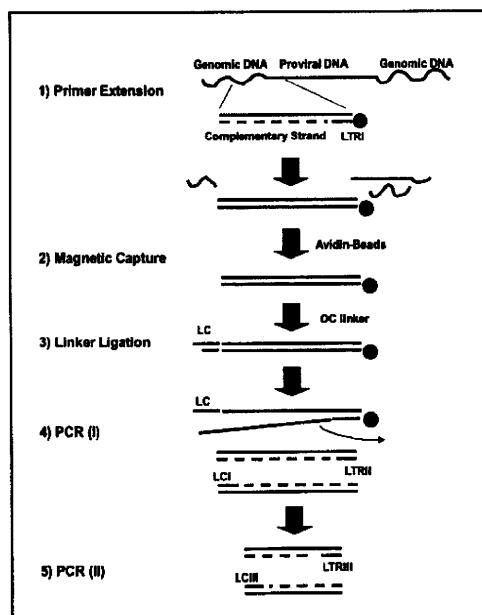 Genomic DNA Proviral DNA Genomic DNA
1) Primer Extension
Complementary Strand LTRI
Avidin-Beads
2) Magnetic Capture
OC linker
LC
3) Linker Ligation
LC
4) PCR (I)
LCI LTRII
LTRIII
5) PCR (II)
LCIII